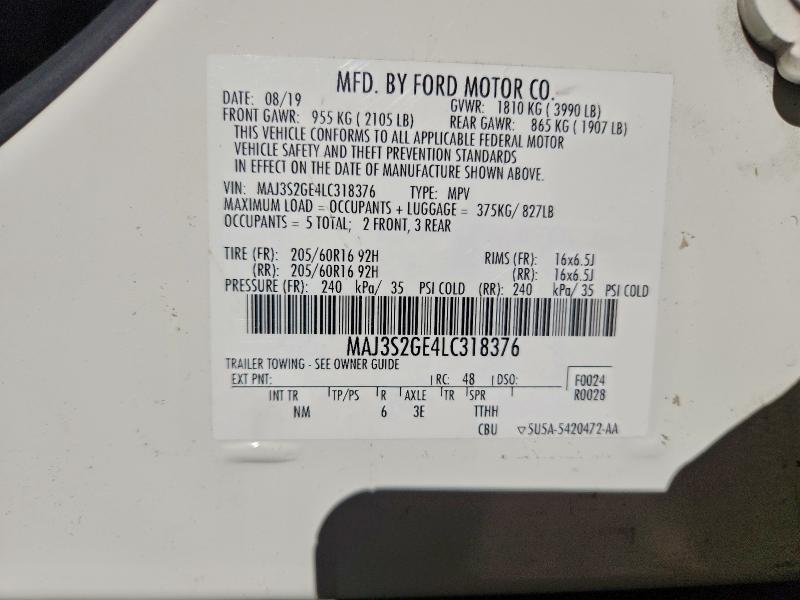 MFD. BY FORD MOTOR CO.
DATE: 08/19 GVWR: 1810 KG ( 3990 LB)
FRONT GAWR: 955 KG ( 2105 LB) REAR GAWR: 865 KG ( 1907 LB)
THIS VEHICLE CONFORMS TO ALL APPLICABLE FEDERAL MOTOR
VEHICLE SAFETY AND THEFT PREVENTION STANDARDS
IN EFFECT ON THE DATE OF MANUFACTURE SHOWN ABOVE.
VIN: MAJ3S2GE4LC318376 TYPE: MPV
MAXIMUM LOAD = OCCUPANTS + LUGGAGE = 375KG/ 827LB
OCCUPANTS = 5 TOTAL; 2 FRONT, 3 REAR
TIRE (FR): 205/60R16 92H RIMS (FR): 16x6.5J
(RR): 205/60R16 92H (RR): 16x6.5J
PRESSURE (FR): 240 kPa/ 35 PSI COLD (RR): 240 kPa/ 35 PSI COLD
MAJ3S2GE4LC318376
TRAILER TOWING - SEE OWNER GUIDE
EXT PNT: RC: 48 DSO: F0024
INT TR TP/PS R AXLE TR SPR R0028
NM 6 3E TTHH
CBU SU5A-5420472-AA